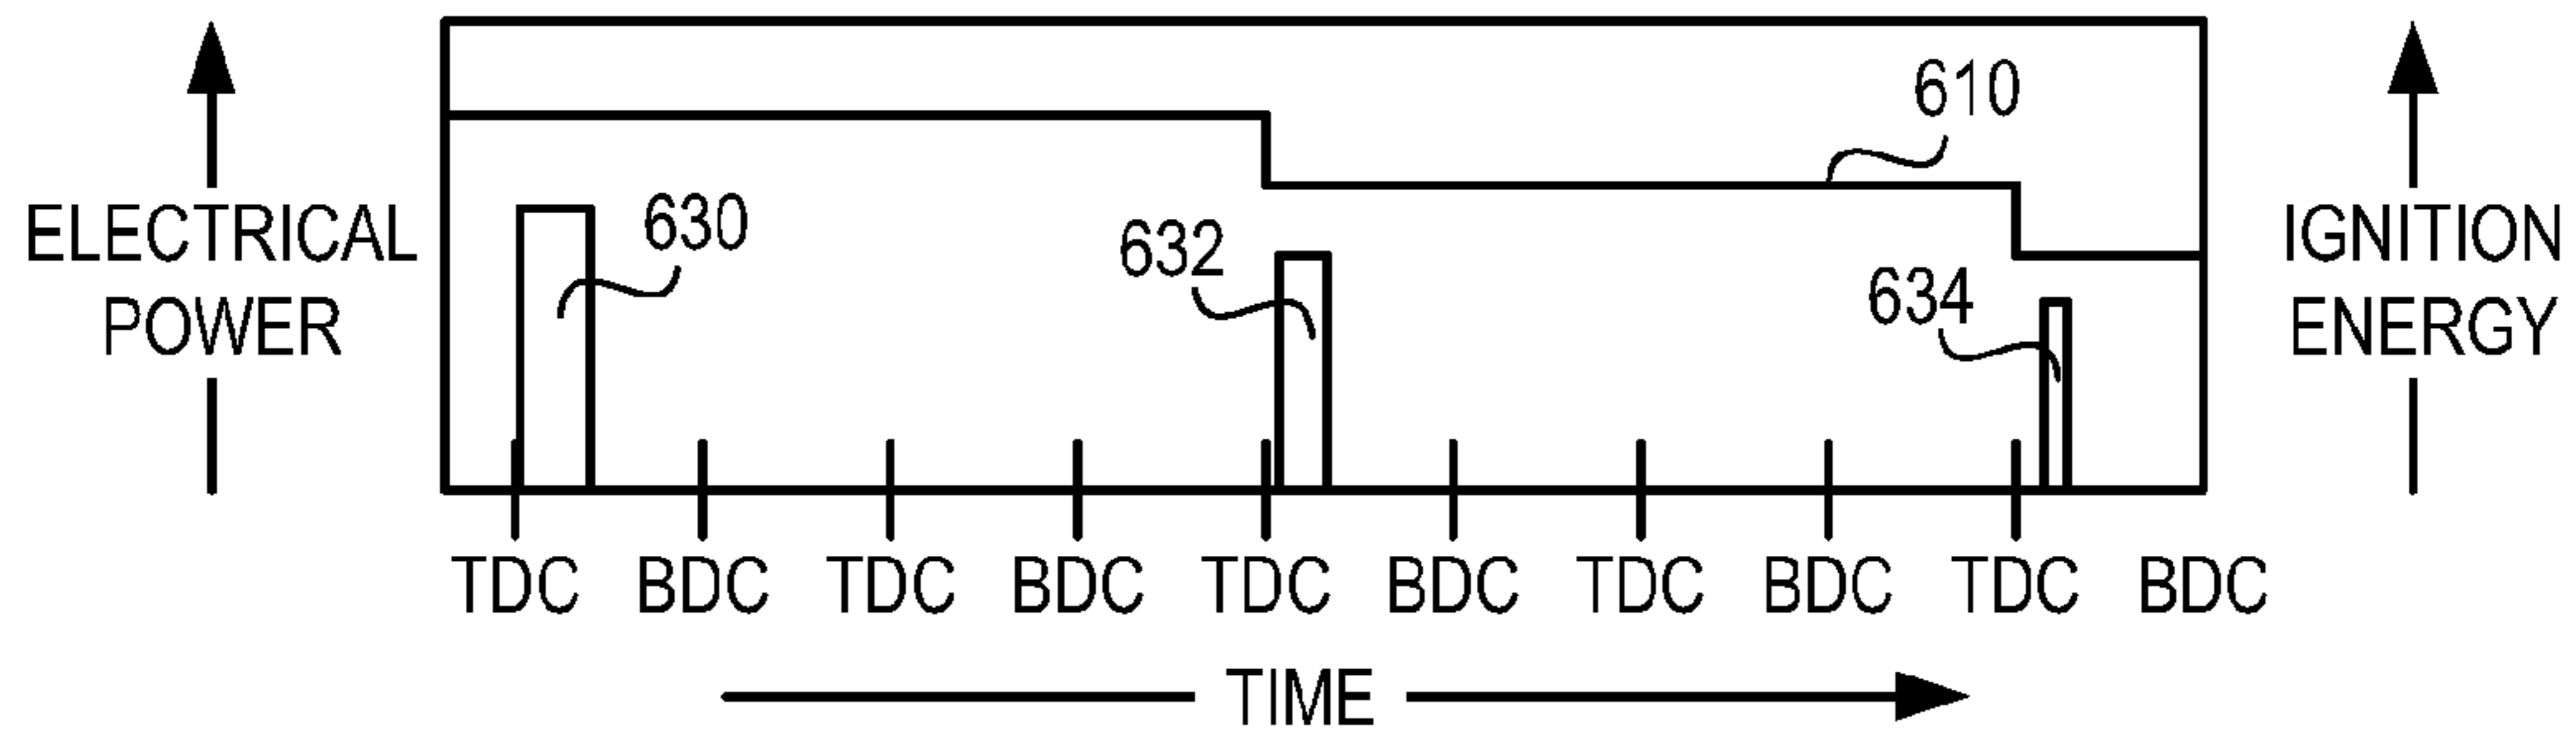 610
630
632
634
ELECTRICAL
POWER
IGNITION
ENERGY
TDC BDC TDC BDC TDC BDC TDC BDC TDC BDC
TIME